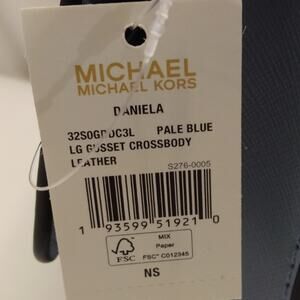 MICHAEL
MICHAEL KORS
DANIELA
32S0GDDC3L PALE BLUE
LG GUSSET CROSSBODY
LEATHER
S276-0005
1 93599 51921 0
FSC
MIX
Paper
FSC® C012345
NS